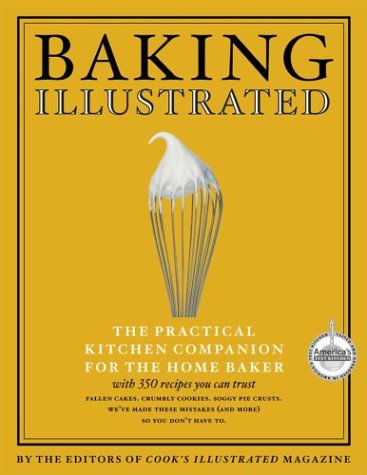 BAKING
ILLUSTRATED
THE PRACTICAL
KITCHEN COMPANION
FOR THE HOME BAKER
with 350 recipes you can trust
FALLEN CAKES. CRUMBLY COOKIES. SOGGY PIE CRUSTS.
WE'VE MADE THESE MISTAKES (AND MORE)
SO YOU DON'T HAVE TO.
America's
TEST KITCHEN
BY THE EDITORS OF COOK'S ILLUSTRATED MAGAZINE